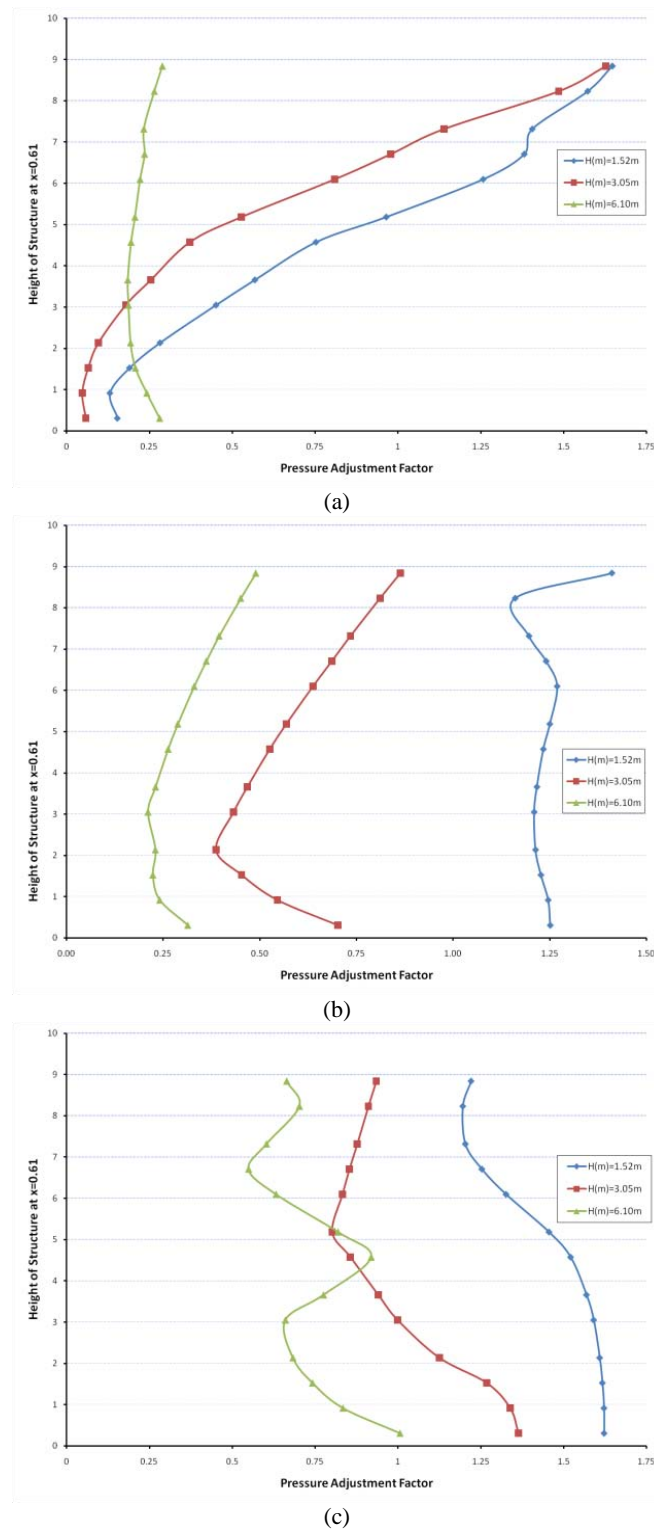 10
9
8
7
6
5
4
3
2
1
0
Height of Structure at x=0.61
H(m)=1.52m
H(m)=3.05m
H(m)=6.10m
0 0.25 0.5 0.75 1 1.25 1.5 1.75
Pressure Adjustment Factor
(a)
10
9
8
7
6
5
4
3
2
1
0
Height of Structure at x=0.61
H(m)=1.52m
H(m)=3.05m
H(m)=6.10m
0.00 0.25 0.50 0.75 1.00 1.25 1.50
Pressure Adjustment Factor
(b)
10
9
8
7
6
5
4
3
2
1
0
Height of Structure at x=0.61
H(m)=1.52m
H(m)=3.05m
H(m)=6.10m
0 0.25 0.5 0.75 1 1.25 1.5 1.75
Pressure Adjustment Factor
(c)